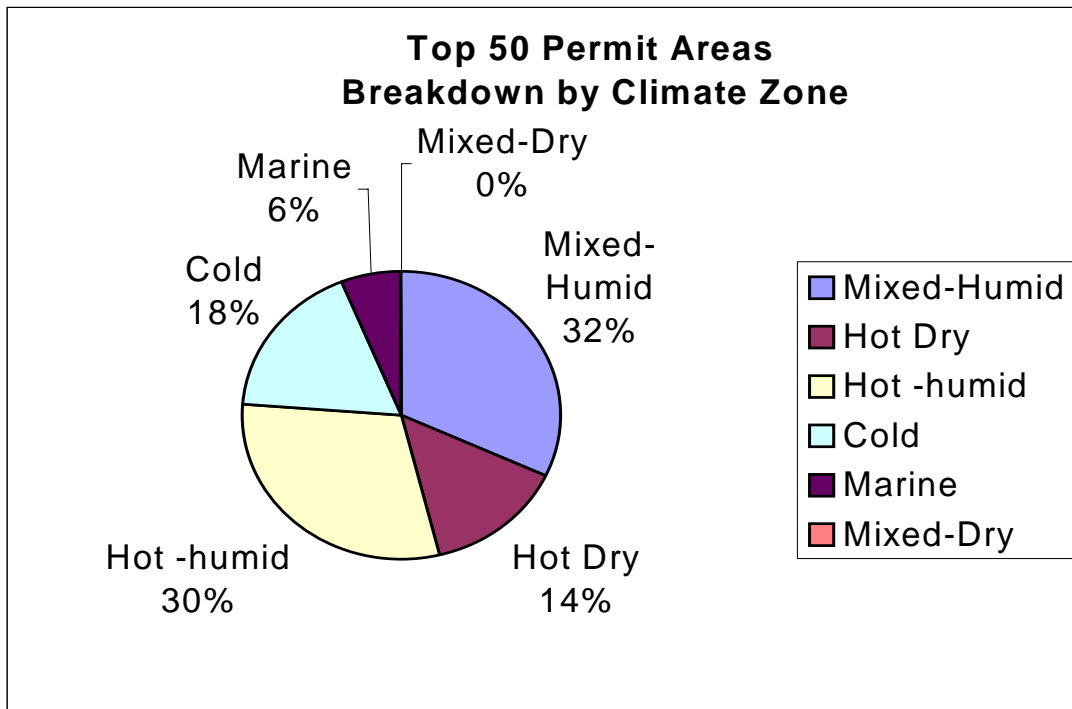 Top 50 Permit Areas
Breakdown by Climate Zone
Mixed-Dry
0%
Marine
6%
Mixed-
Humid
32%
Cold
18%
Hot -humid
30%
Hot Dry
14%
Mixed-Humid
Hot Dry
Hot -humid
Cold
Marine
Mixed-Dry